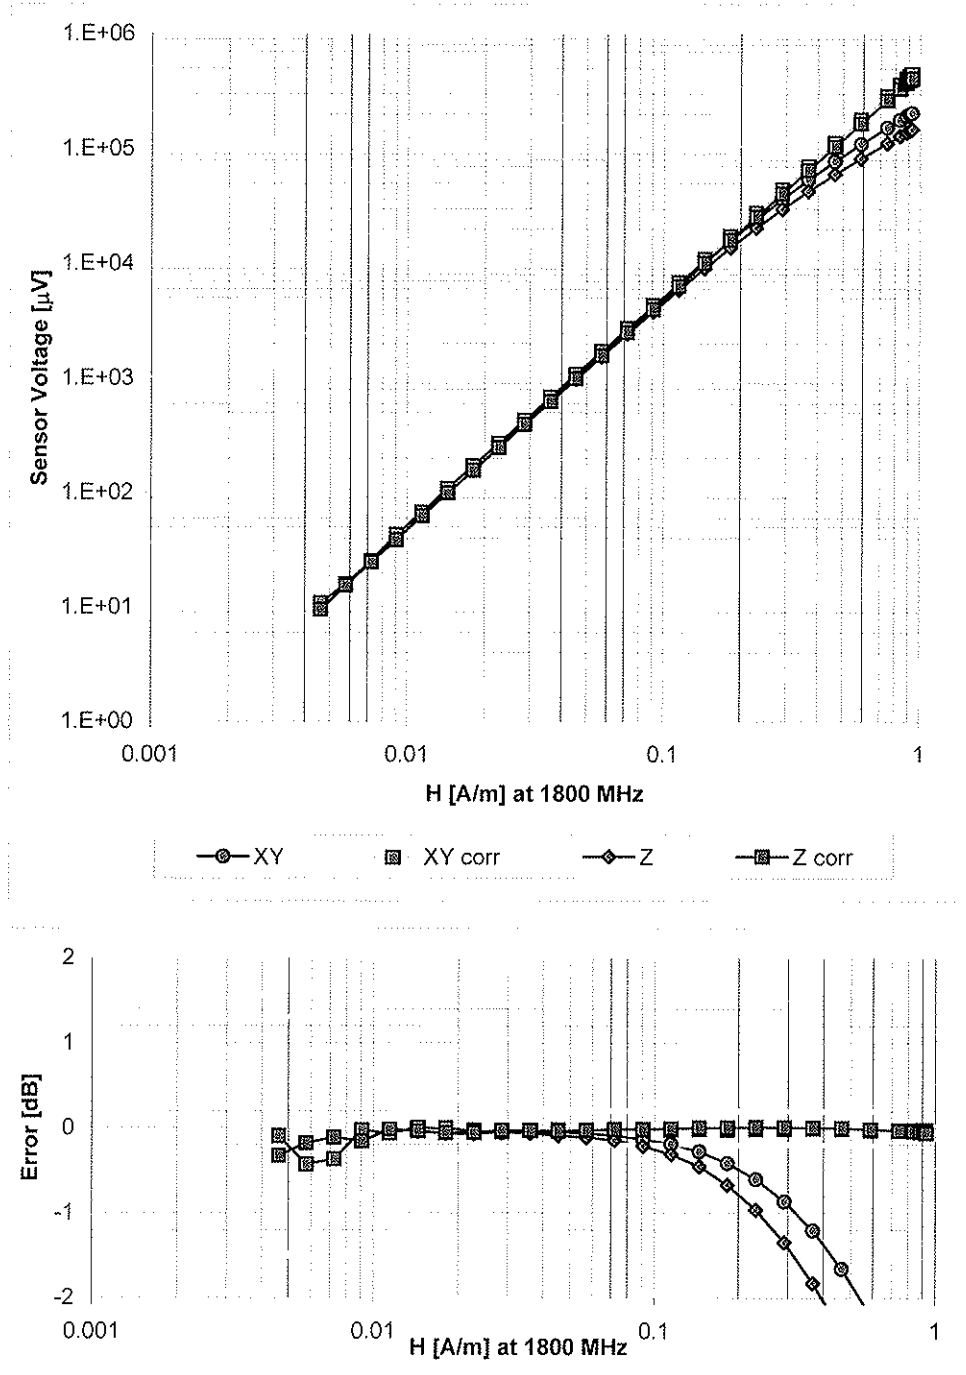 1.E+06
1.E+05
1.E+04
1.E+03
1.E+02
1.E+01
1.E+00
Sensor Voltage [µV]
0.001 0.01 0.1 1
H [A/m] at 1800 MHz
XY XY corr Z Z corr
2
1
0
-1
-2
Error [dB]
0.001 0.01 0.1 1
H [A/m] at 1800 MHz